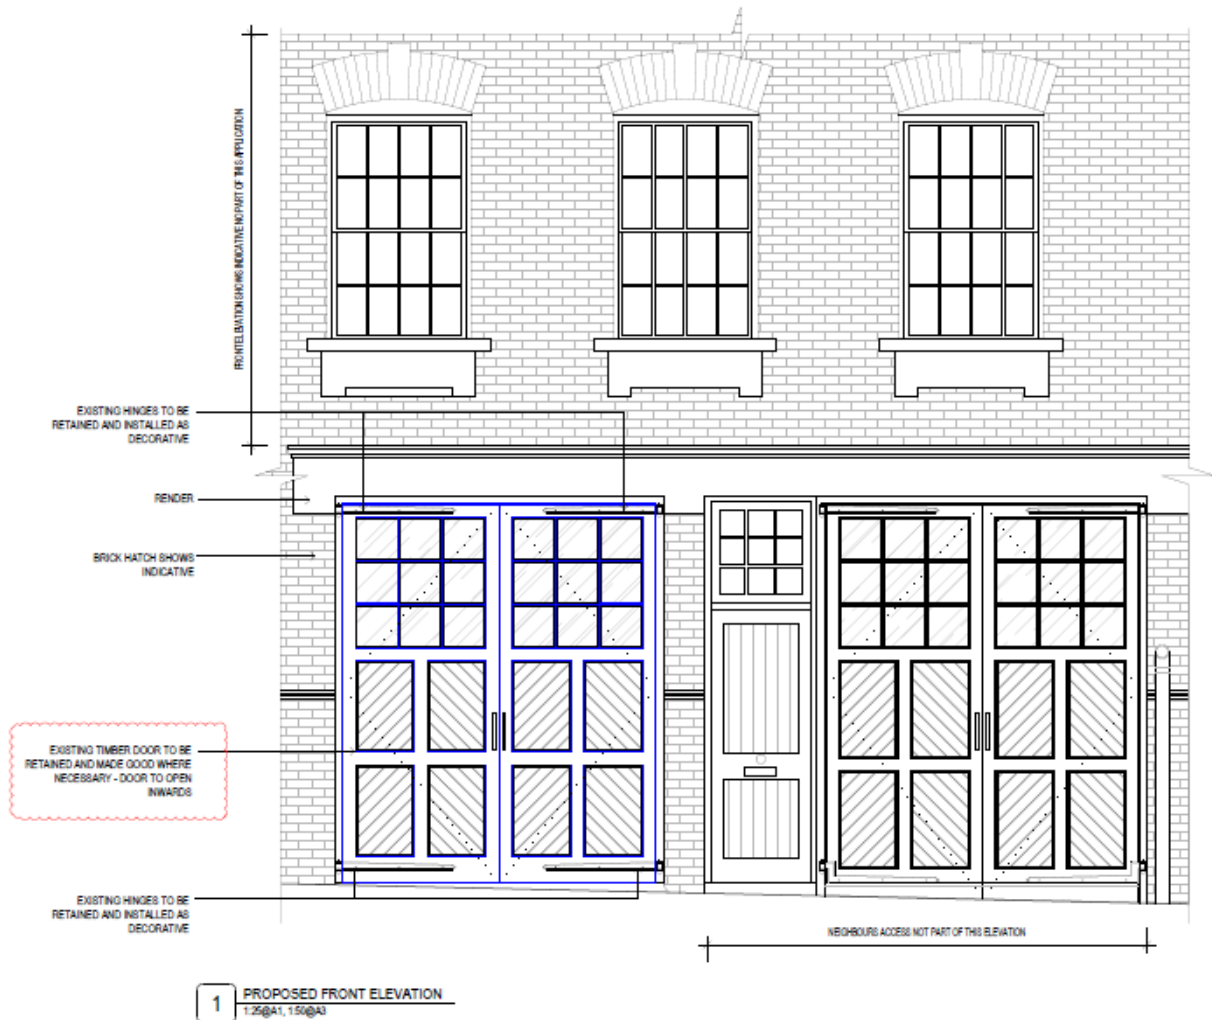 FRONT ELEVATION SHOWS INDICATIVE NO PART OF THIS APPLICATION
EXISTING HINGES TO BE
RETAINED AND INSTALLED AS
DECORATIVE
RENDER
BRICK HATCH SHOWS
INDICATIVE
EXISTING TIMBER DOOR TO BE
RETAINED AND MADE GOOD WHERE
NECESSARY - DOOR TO OPEN
INWARDS
EXISTING HINGES TO BE
RETAINED AND INSTALLED AS
DECORATIVE
NEIGHBOURS ACCESS NOT PART OF THIS ELEVATION
1 PROPOSED FRONT ELEVATION
1:25@A1, 1:50@A3